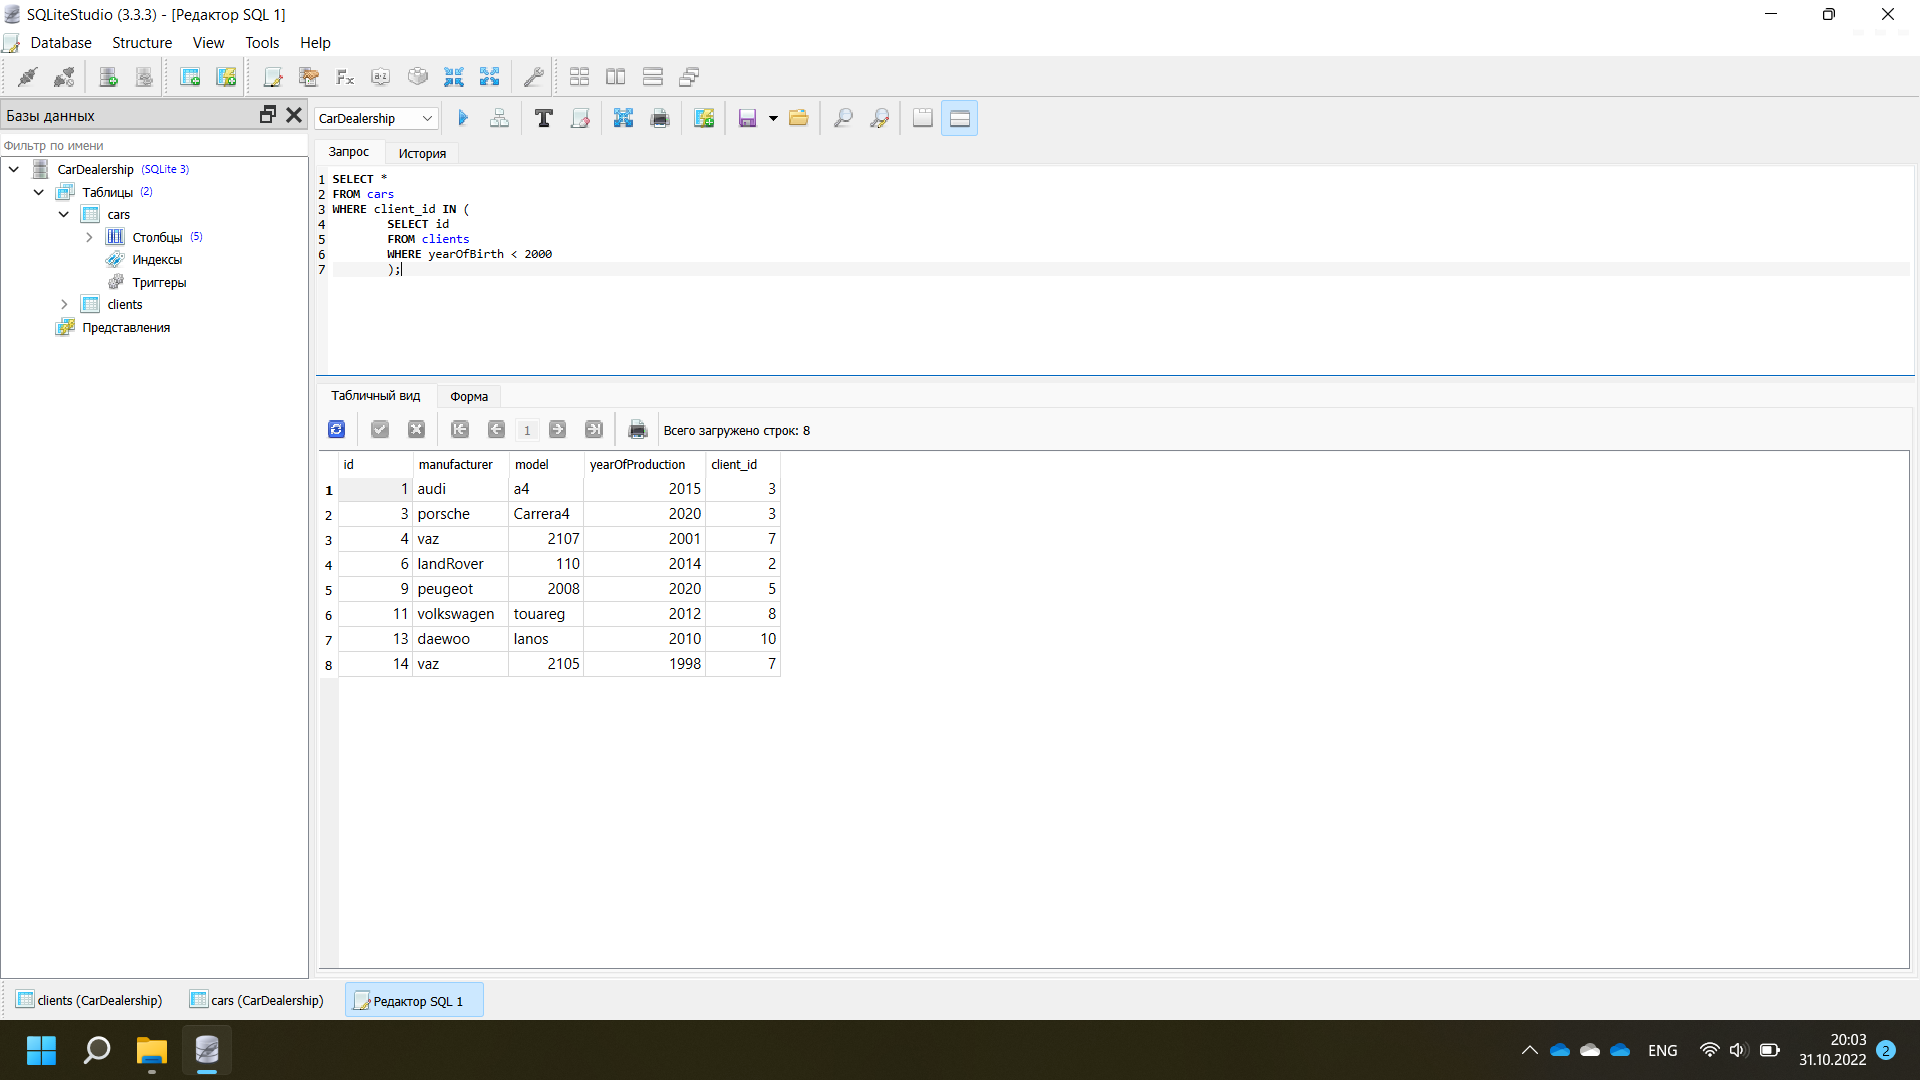 SQLiteStudio (3.3.3) - [Редактор SQL 1]
Database Structure View Tools Help
Базы данных
Фильтр по имени
CarDealership (SQLite 3)
Таблицы (2)
cars
Столбцы (5)
Индексы
Триггеры
clients
Представления
CarDealership
Запрос История
1 SELECT *
2 FROM cars
3 WHERE client_id IN (
4 SELECT id
5 FROM clients
6 WHERE yearOfBirth < 2000
7 );
Табличный вид Форма
1 Всего загружено строк: 8
id manufacturer model yearOfProduction client_id
1 1 audi a4 2015 3
2 3 porsche Carrera4 2020 3
3 4 vaz 2107 2001 7
4 6 landRover 110 2014 2
5 9 peugeot 2008 2020 5
6 11 volkswagen touareg 2012 8
7 13 daewoo lanos 2010 10
8 14 vaz 2105 1998 7
clients (CarDealership) cars (CarDealership) Редактор SQL 1
ENG 20:03
31.10.2022 2